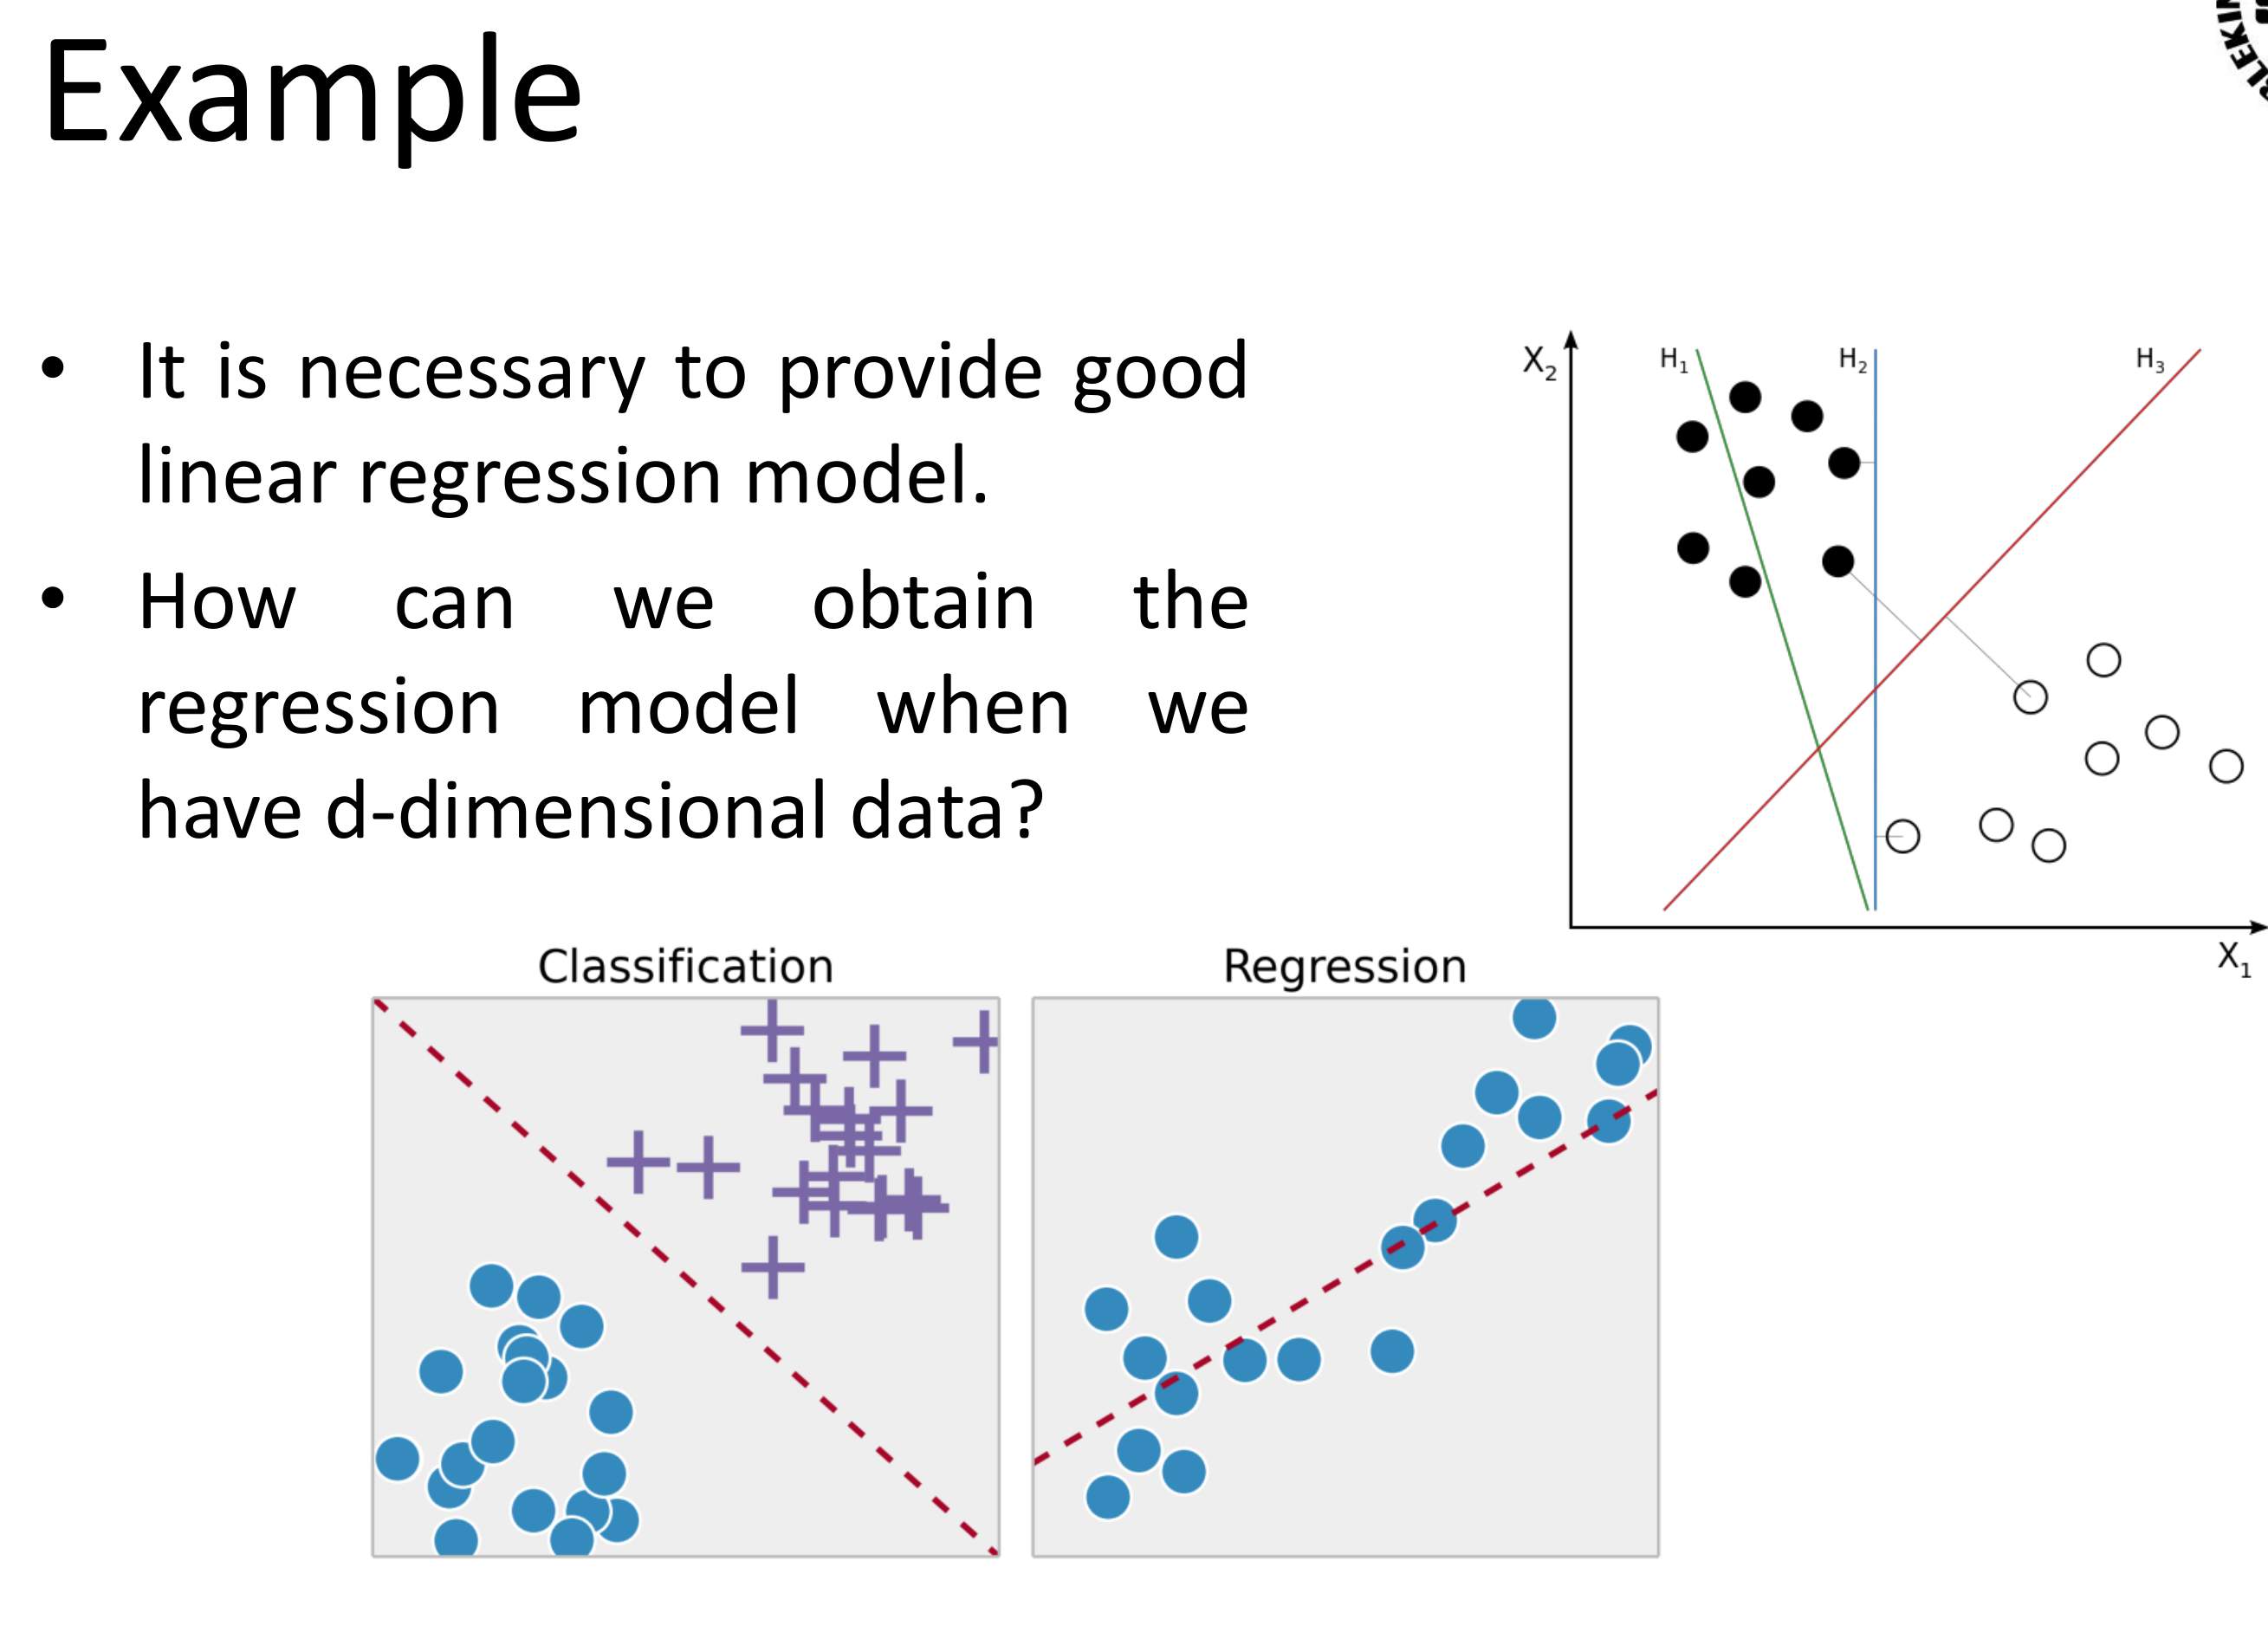 Example
• It is necessary to provide good
linear regression model.
• How can we obtain the
regression model when we
have d-dimensional data?
X₂
H₁
H₂
H₃
X₁
Classification
Regression